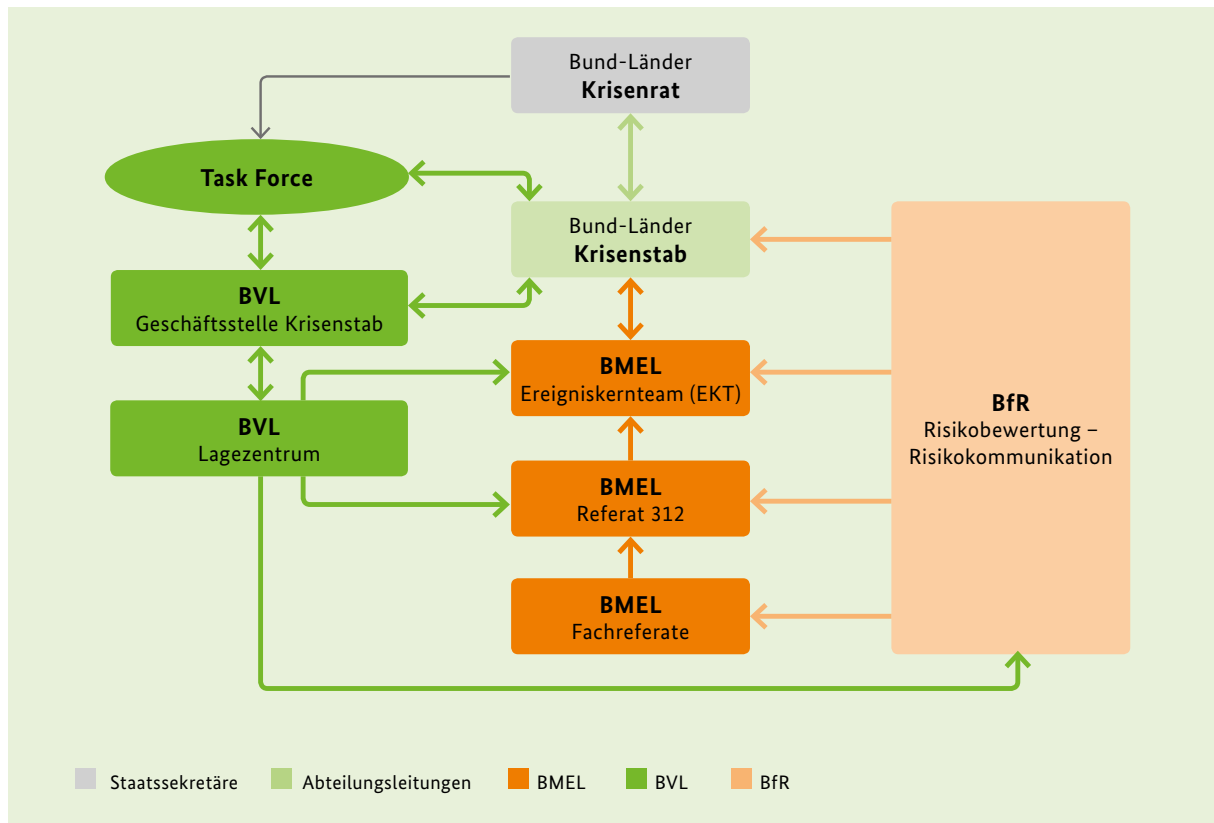 Bund-Länder
Krisenrat
Task Force
Bund-Länder
Krisenstab
BVL
Geschäftsstelle Krisenstab
BMEL
Ereigniskernteam (EKT)
BfR
Risikobewertung –
Risikokommunikation
BVL
Lagezentrum
BMEL
Referat 312
BMEL
Fachreferate
Staatssekretäre
Abteilungsleitungen
BMEL
BVL
BfR